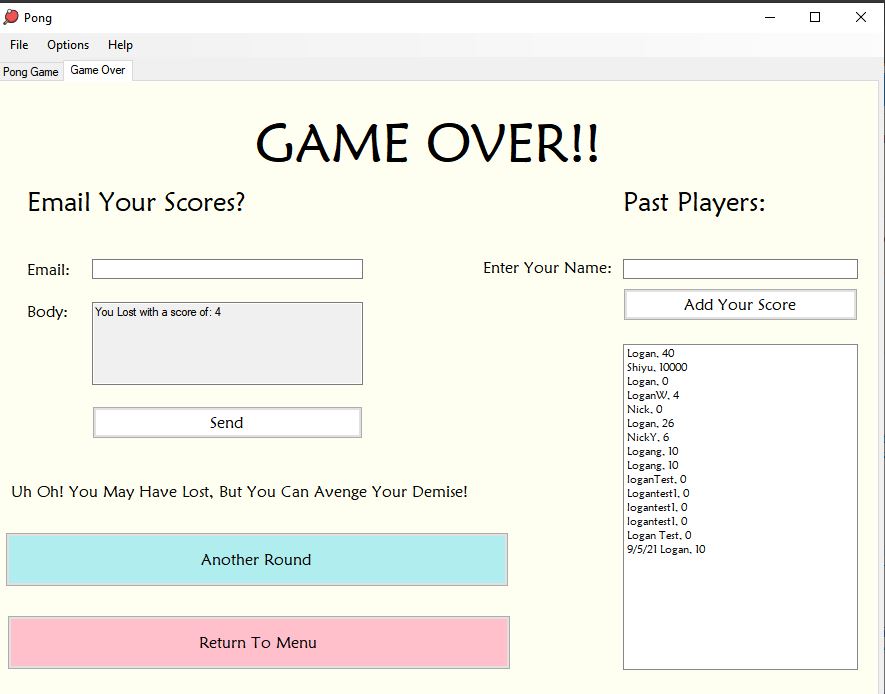 Pong
File Options Help
Pong Game Game Over
GAME OVER!!
Email Your Scores?
Past Players:
Email:
Enter Your Name:
Body:
You Lost with a score of: 4
Add Your Score
Send
Logan, 40
Shiyu, 10000
Logan, 0
LoganW, 4
Nick, 0
Logan, 26
NickY, 6
Logang, 10
Logang, 10
loganTest, 0
Logantest1, 0
logantest1, 0
logantest1, 0
Logan Test, 0
9/5/21 Logan, 10
Uh Oh! You May Have Lost, But You Can Avenge Your Demise!
Another Round
Return To Menu